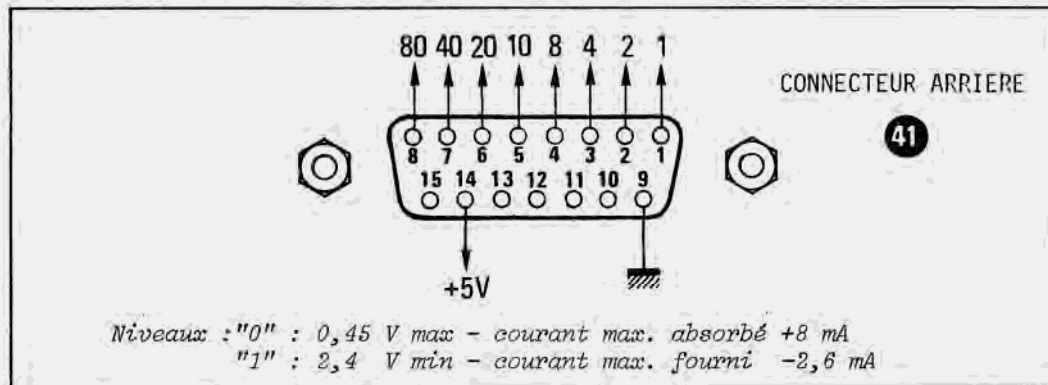 80 40 20 10 8 4 2 1
CONNECTEUR ARRIERE
41
8 7 6 5 4 3 2 1
15 14 13 12 11 10 9
+5V
Niveaux :"0" : 0,45 V max - courant max. absorbé +8 mA
"1" : 2,4 V min - courant max. fourni -2,6 mA